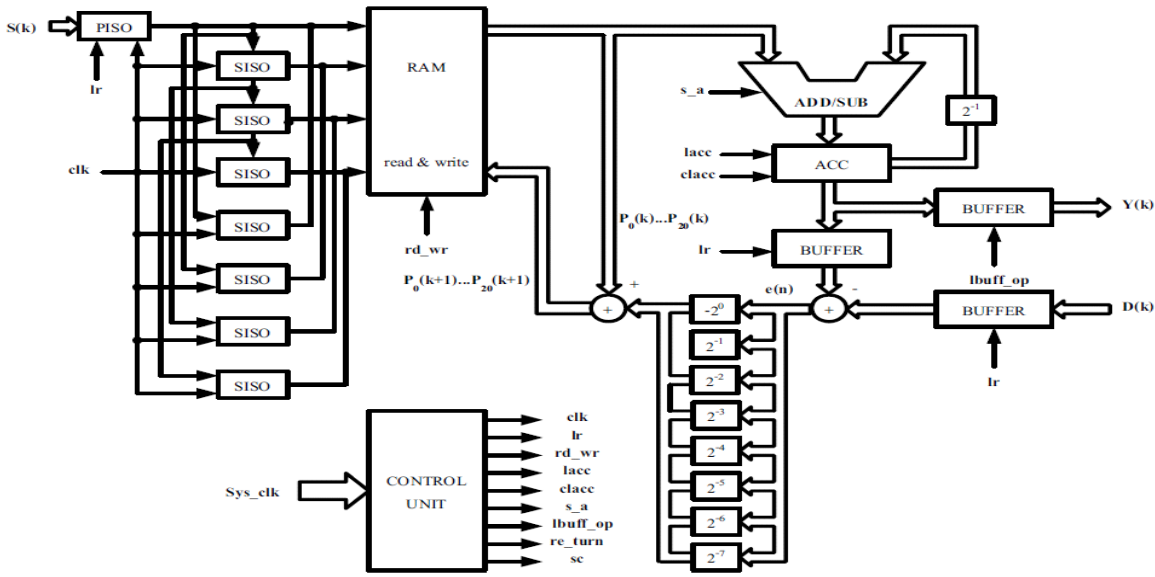 S(k)
PISO
lr
SISO
SISO
clk
SISO
SISO
SISO
SISO
SISO
RAM
read & write
rd_wr
P₀(k+1)...P₂₀(k+1)
P₀(k)...P₂₀(k)
s_a
ADD/SUB
2⁻¹
lacc
clacc
ACC
lr
BUFFER
BUFFER
Y(k)
lbuff_op
e(n)
+
+
+
-
BUFFER
D(k)
lr
-2⁰
2⁻¹
2⁻²
2⁻³
2⁻⁴
2⁻⁵
2⁻⁶
2⁻⁷
Sys_clk
CONTROL
UNIT
clk
lr
rd_wr
lacc
clacc
s_a
lbuff_op
re_turn
sc